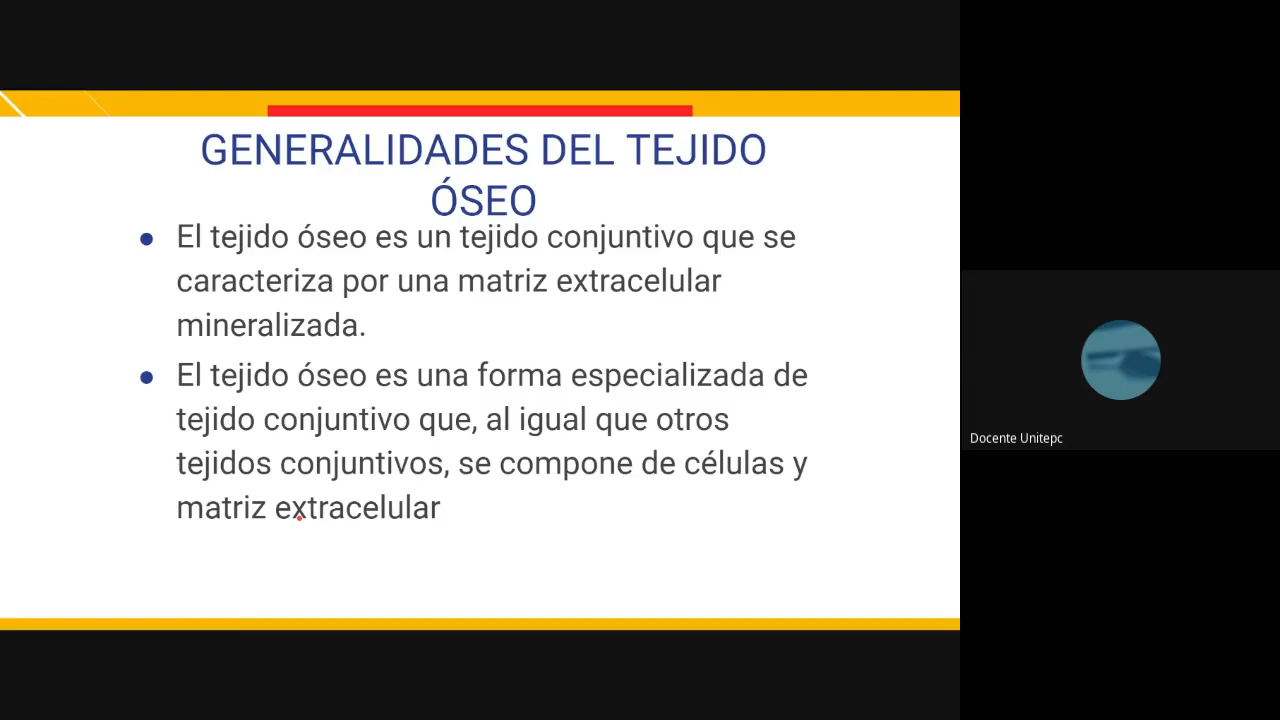 GENERALIDADES DEL TEJIDO
ÓSEO
● El tejido óseo es un tejido conjuntivo que se
caracteriza por una matriz extracelular
mineralizada.
● El tejido óseo es una forma especializada de
tejido conjuntivo que, al igual que otros
tejidos conjuntivos, se compone de células y
matriz extracelular
Docente Unitepc